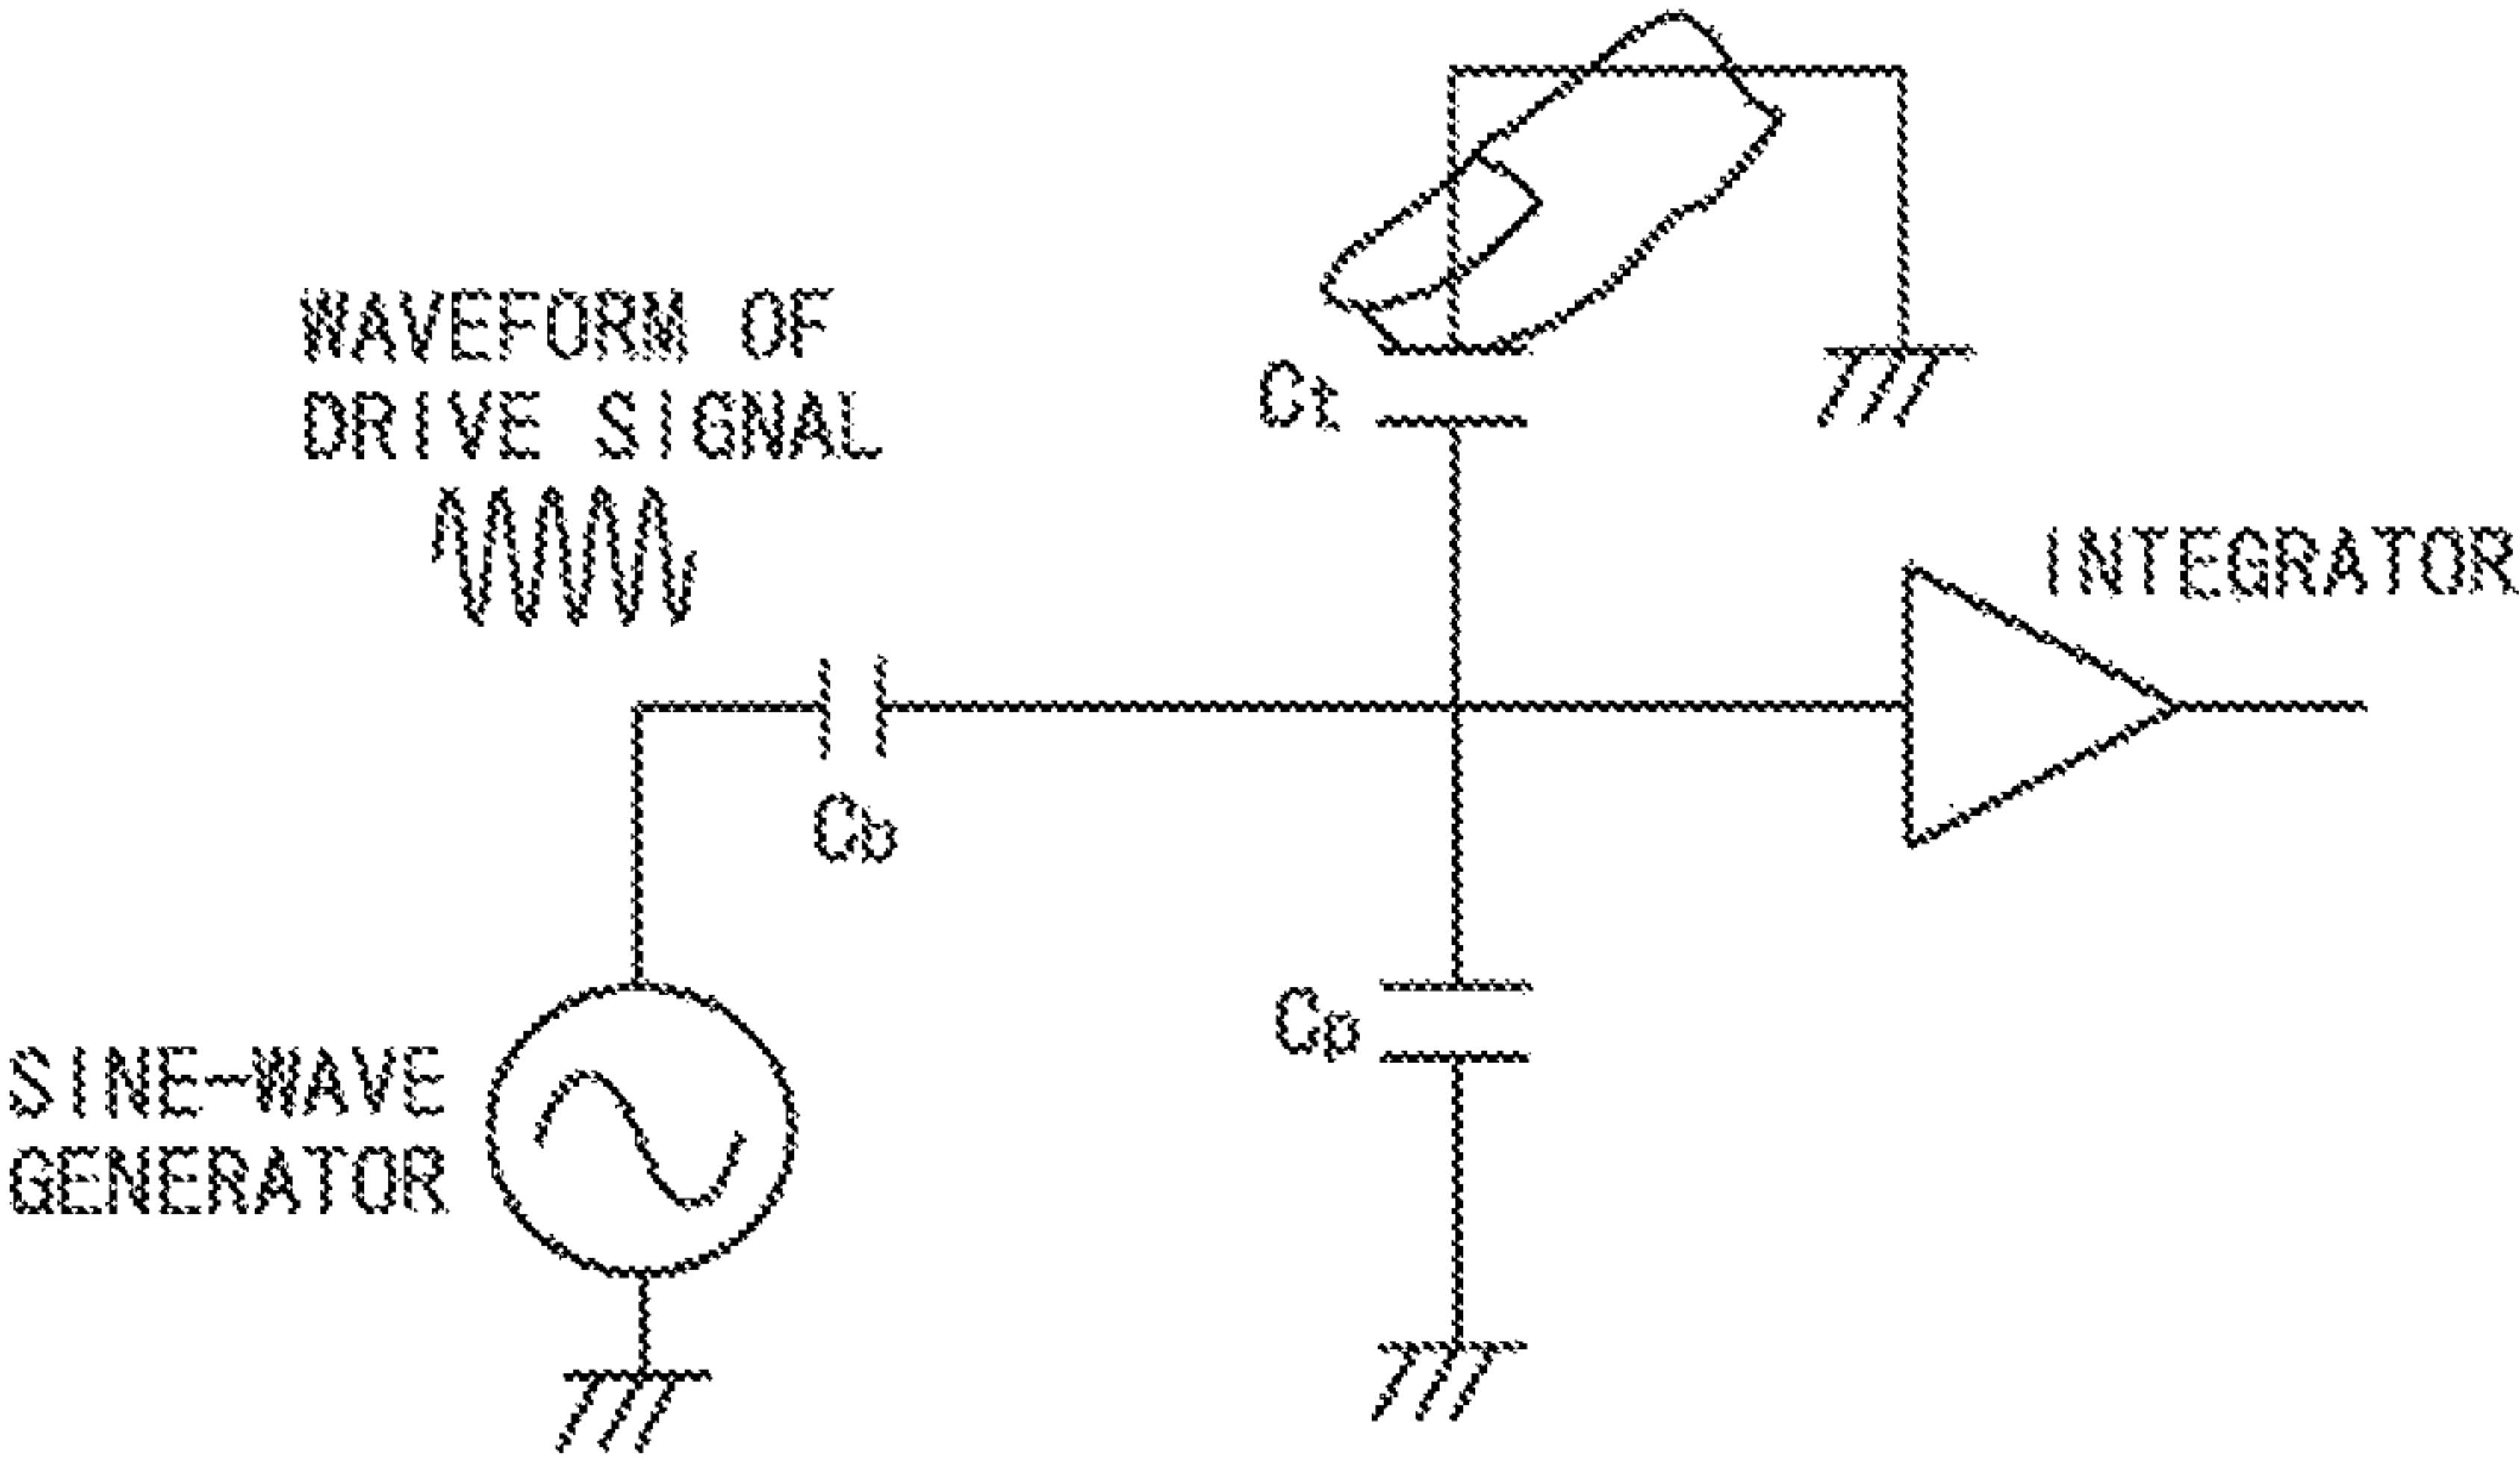 WAVEFORM OF
DRIVE SIGNAL
Ct
INTEGRATOR
Cb
Cp
SINE-WAVE
GENERATOR